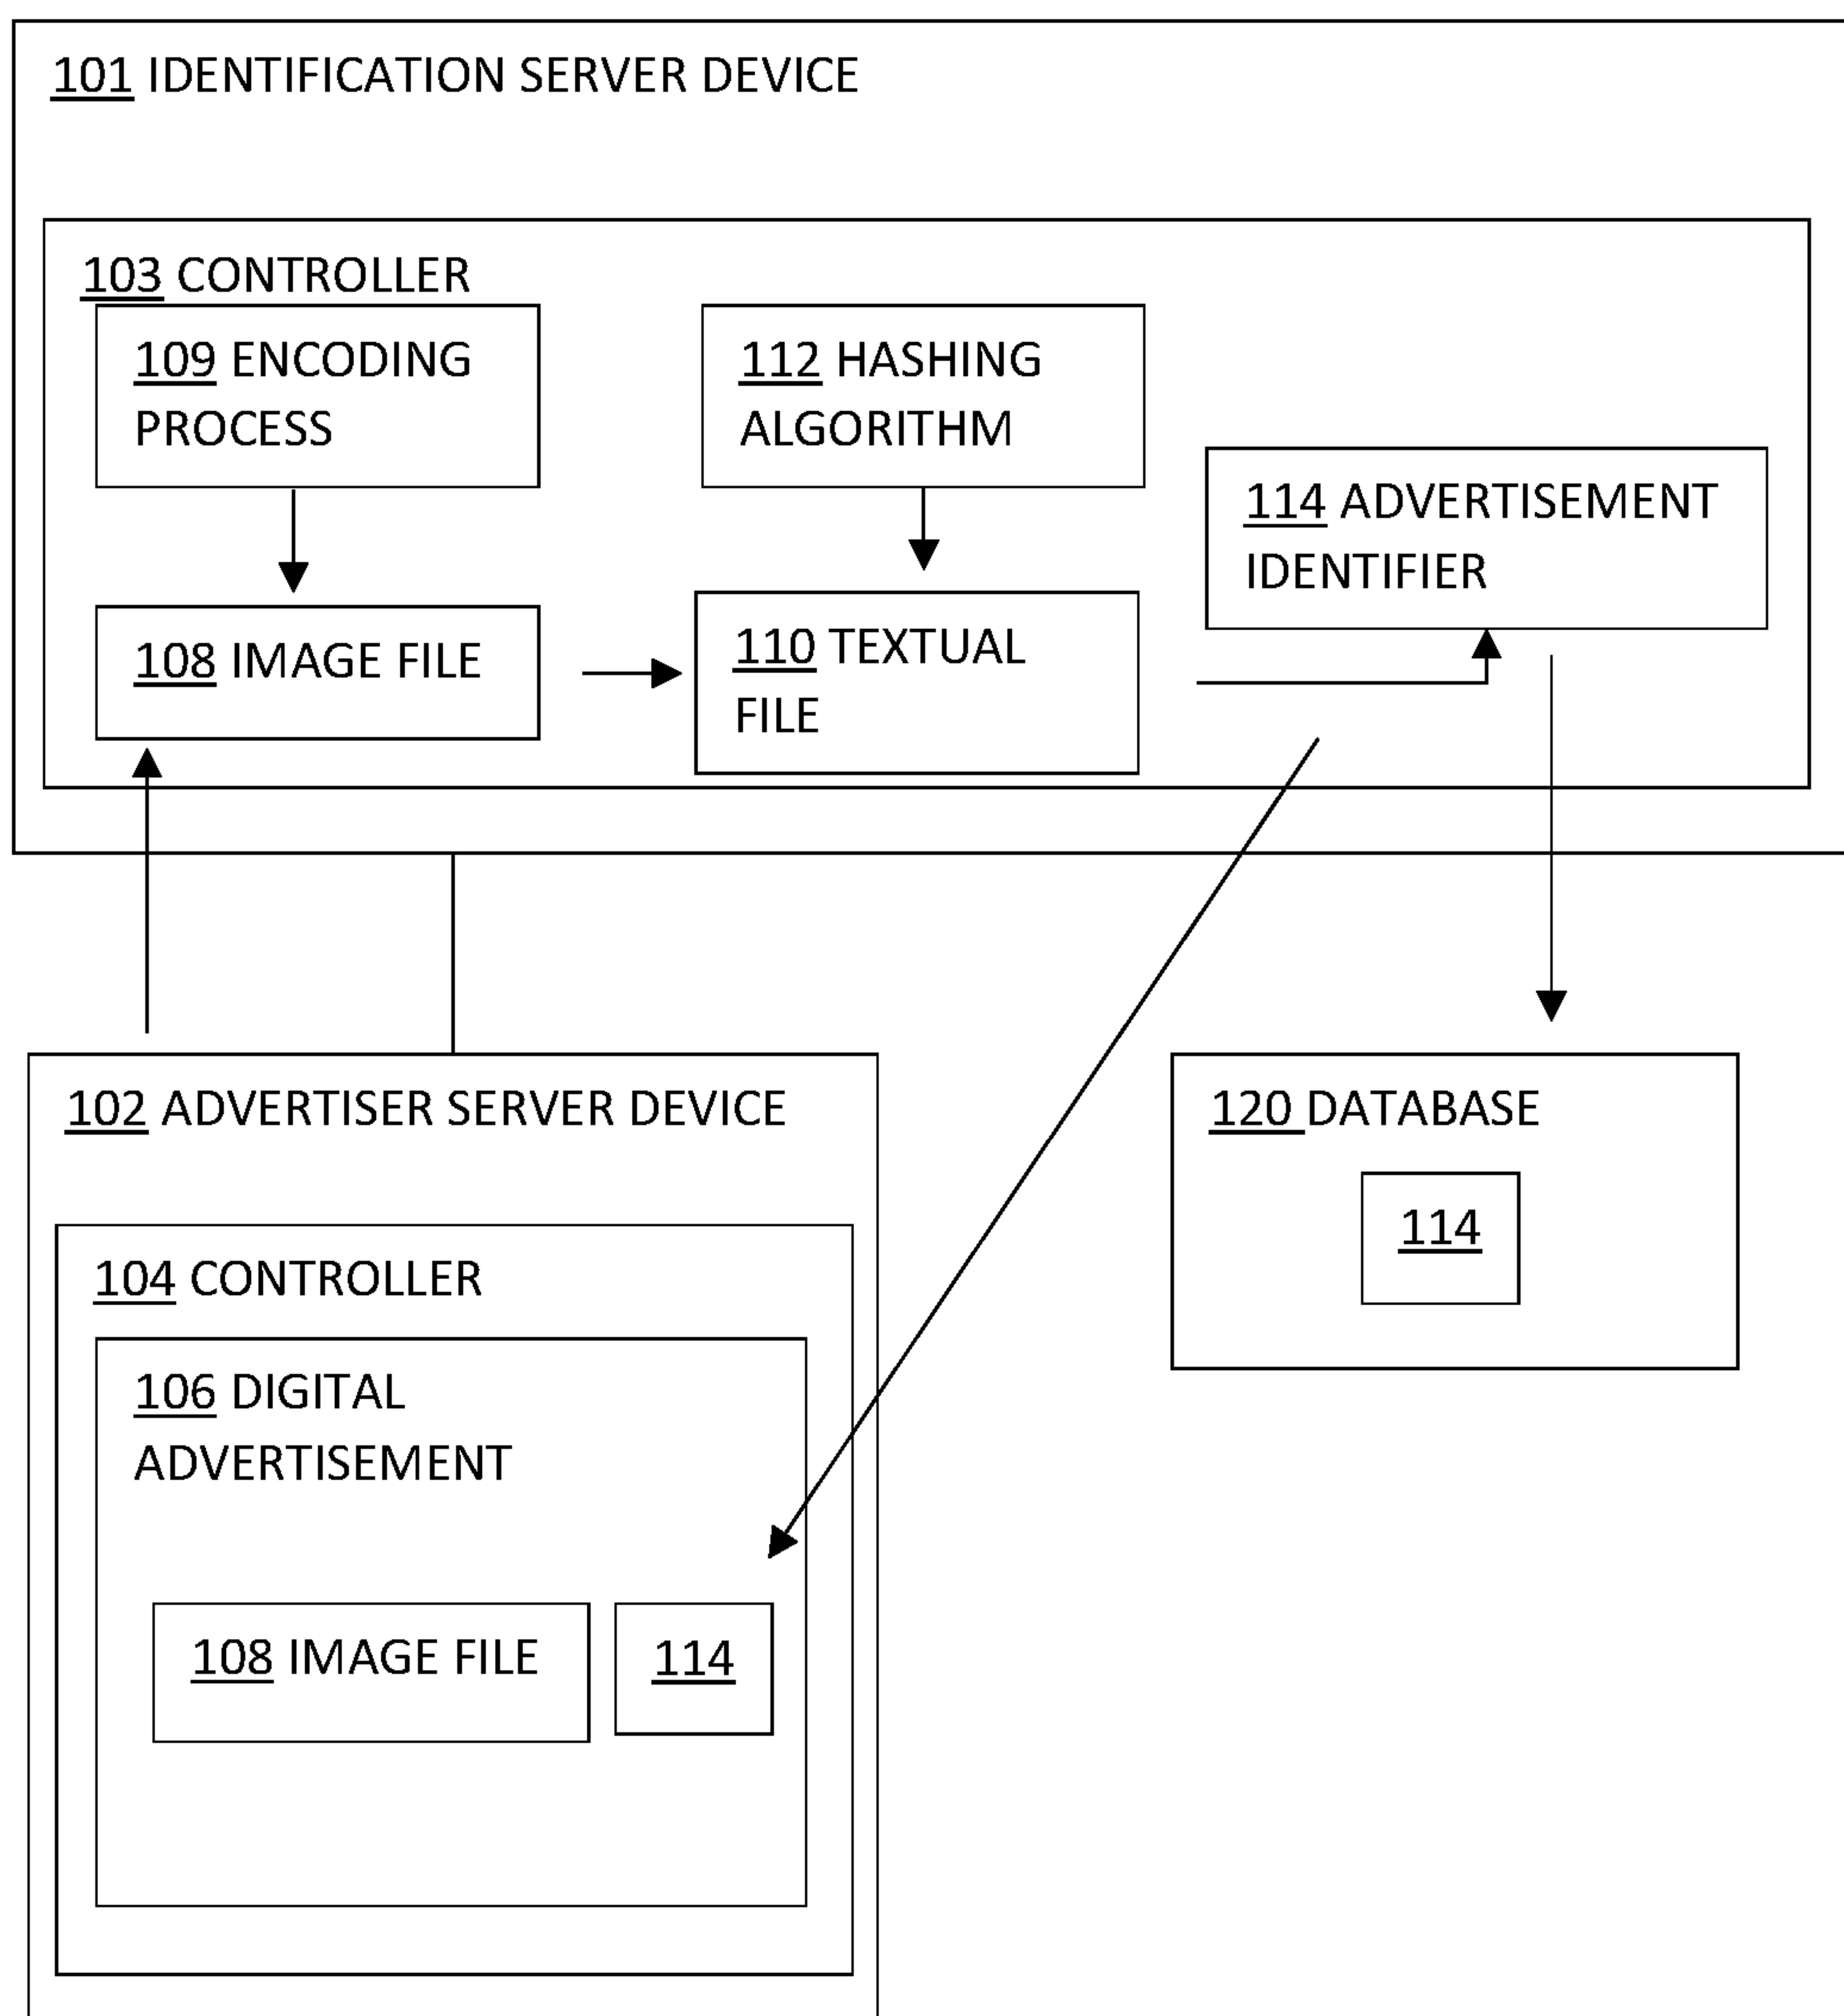 101 IDENTIFICATION SERVER DEVICE
103 CONTROLLER
109 ENCODING
PROCESS
112 HASHING
ALGORITHM
114 ADVERTISEMENT
IDENTIFIER
108 IMAGE FILE
110 TEXTUAL
FILE
102 ADVERTISER SERVER DEVICE
104 CONTROLLER
106 DIGITAL
ADVERTISEMENT
108 IMAGE FILE
114
120 DATABASE
114